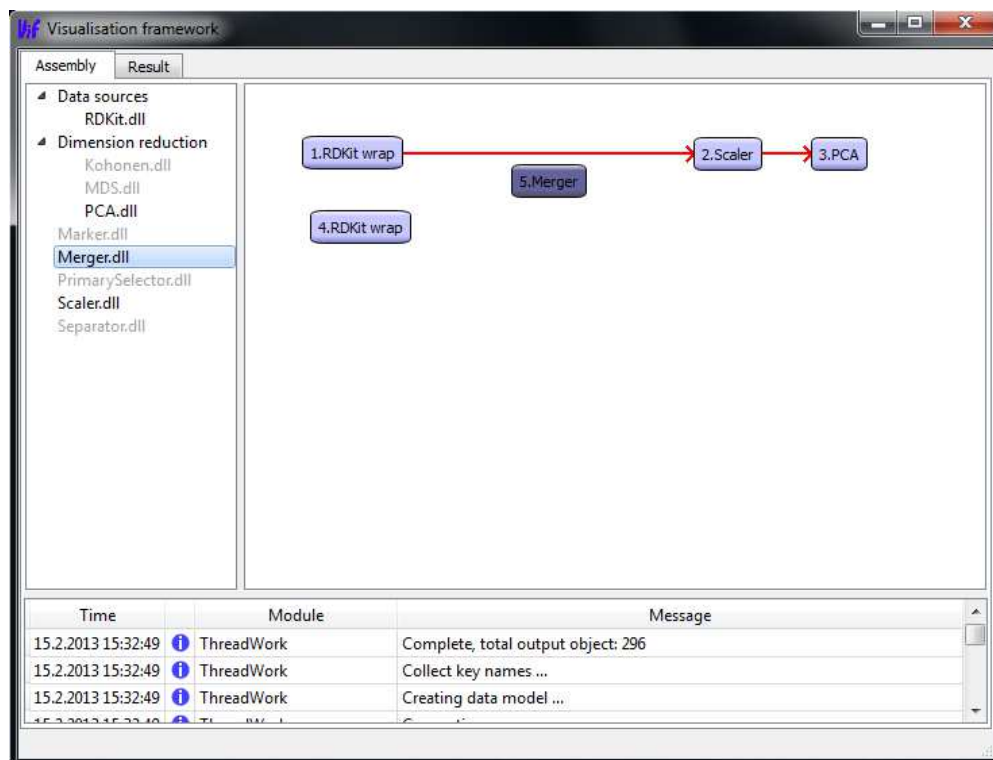 Vif Visualisation framework
Assembly Result
Data sources
RDKit.dll
Dimension reduction
Kohonen.dll
MDS.dll
PCA.dll
Marker.dll
Merger.dll
PrimarySelector.dll
Scaler.dll
Separator.dll
1.RDKit wrap
2.Scaler
3.PCA
5.Merger
4.RDKit wrap
Time Module Message
15.2.2013 15:32:49 ThreadWork Complete, total output object: 296
15.2.2013 15:32:49 ThreadWork Collect key names ...
15.2.2013 15:32:49 ThreadWork Creating data model ...